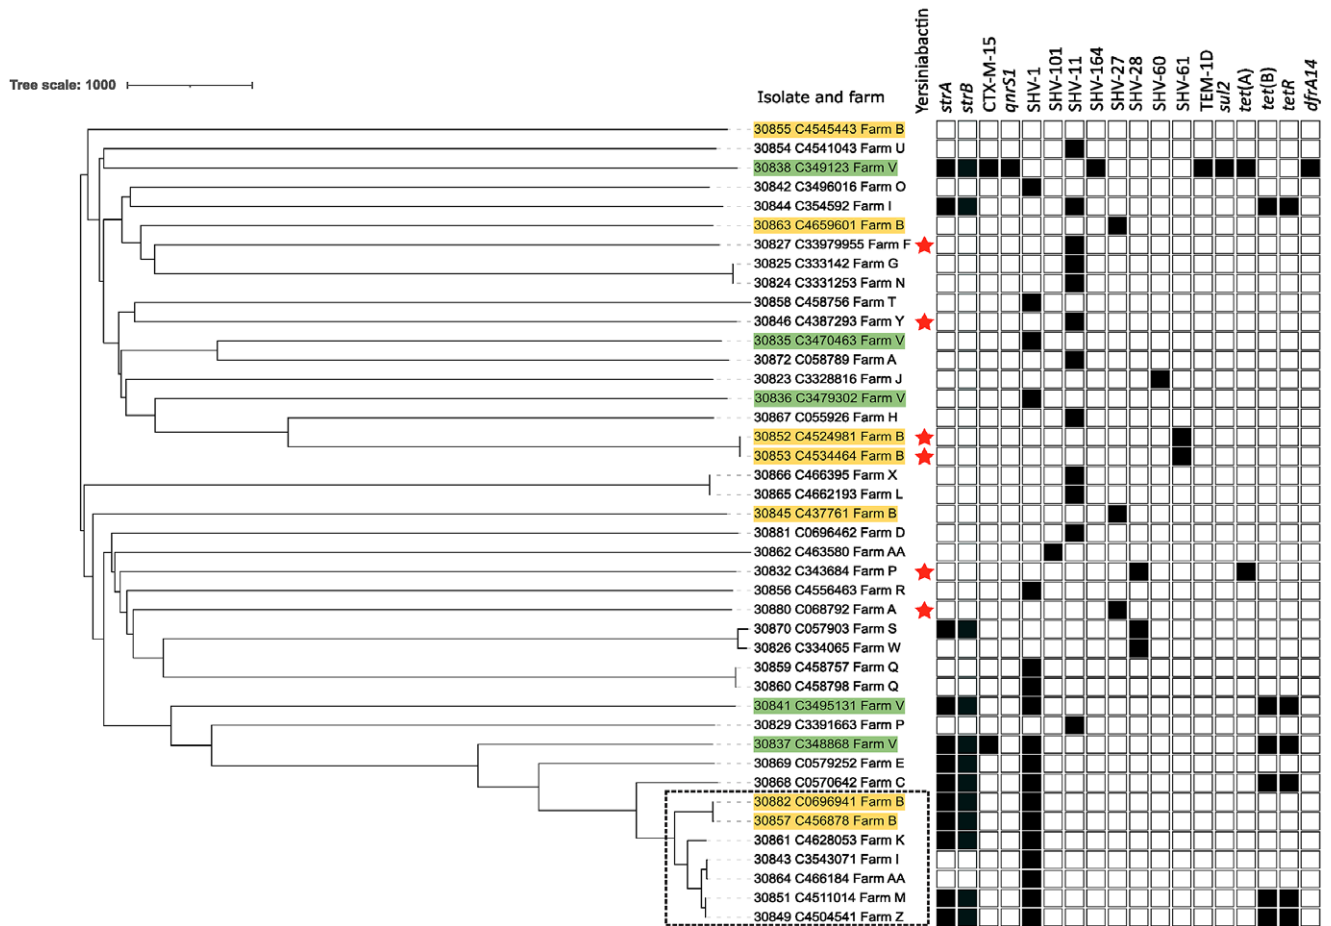 Tree scale: 1000
Isolate and farm
Yersiniabactin
strA
strB
CTX-M-15
qnrS1
SHV-1
SHV-101
SHV-11
SHV-164
SHV-27
SHV-28
SHV-60
SHV-61
TEM-1D
sul2
tet(A)
tet(B)
tetR
dfrA14
30855 C4545443 Farm B
30854 C4541043 Farm U
30838 C349123 Farm V
30842 C3496016 Farm O
30844 C354592 Farm I
30863 C4659601 Farm B
30827 C33979955 Farm F
30825 C333142 Farm G
30824 C3331253 Farm N
30858 C458756 Farm T
30846 C4387293 Farm Y
30835 C3470463 Farm V
30872 C058789 Farm A
30823 C3328816 Farm J
30836 C3479302 Farm V
30867 C055926 Farm H
30852 C4524981 Farm B
30853 C4534464 Farm B
30866 C466395 Farm X
30865 C4662193 Farm L
30845 C437761 Farm B
30881 C0696462 Farm D
30862 C463580 Farm AA
30832 C343684 Farm P
30856 C4556463 Farm R
30880 C068792 Farm A
30870 C057903 Farm S
30826 C334065 Farm W
30859 C458757 Farm Q
30860 C458798 Farm Q
30841 C3495131 Farm V
30829 C3391663 Farm P
30837 C348868 Farm V
30869 C0579252 Farm E
30868 C0570642 Farm C
30882 C0696941 Farm B
30857 C456878 Farm B
30861 C4628053 Farm K
30843 C3543071 Farm I
30864 C466184 Farm AA
30851 C4511014 Farm M
30849 C4504541 Farm Z